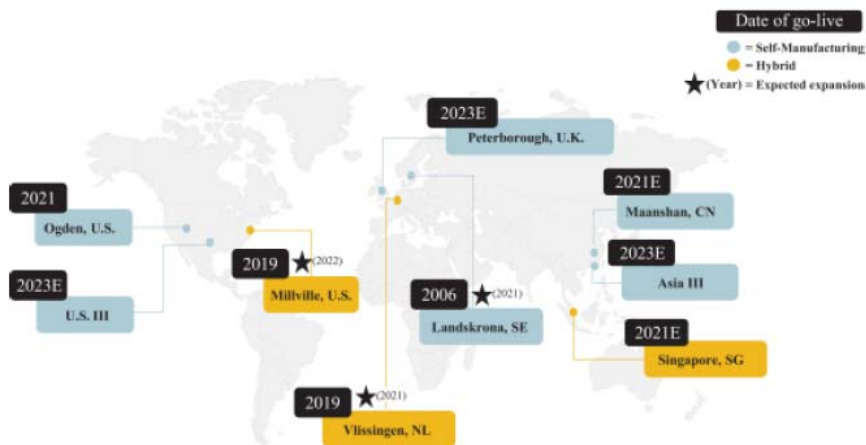 Date of go-live
= Self-Manufacturing
= Hybrid
(Year) = Expected expansion
2023E
Peterborough, U.K.
2021
Ogden, U.S.
2021E
Maanshan, CN
2019 (2022)
Millville, U.S.
2023E
U.S. III
2006 (2021)
Landskrona, SE
2023E
Asia III
2021E
Singapore, SG
2019 (2021)
Vlissingen, NL